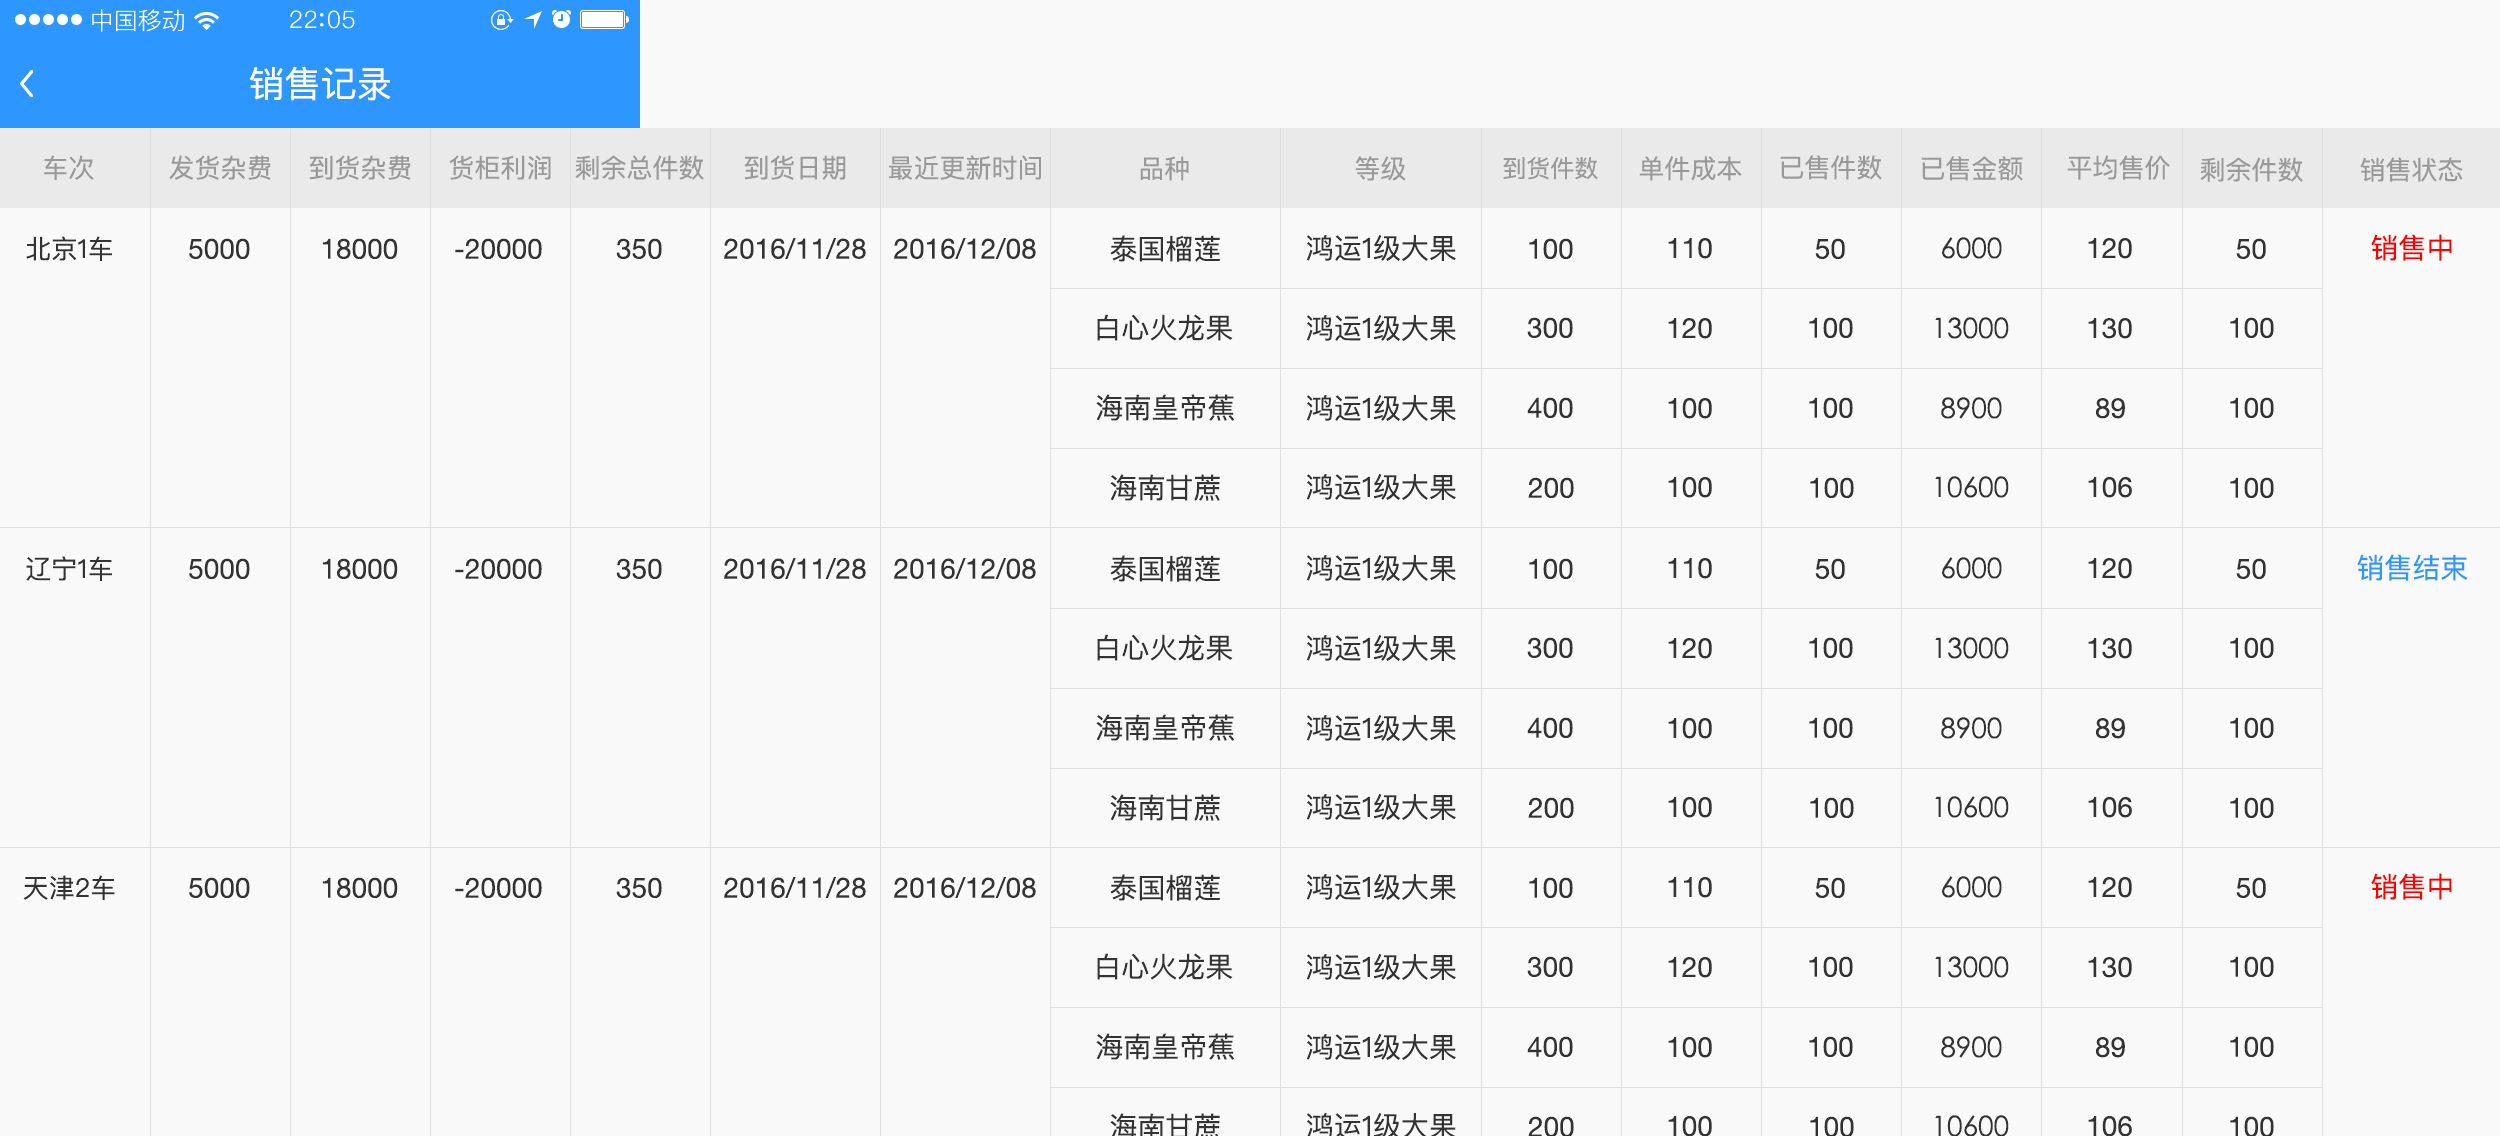 中国移动 22:05
销售记录
车次 发货杂费 到货杂费 货柜利润 剩余总件数 到货日期 最近更新时间 品种 等级 到货件数 单件成本 已售件数 已售金额 平均售价 剩余件数 销售状态
北京1车 5000 18000 -20000 350 2016/11/28 2016/12/08 泰国榴莲 鸿运1级大果 100 110 50 6000 120 50 销售中
白心火龙果 鸿运1级大果 300 120 100 13000 130 100
海南皇帝蕉 鸿运1级大果 400 100 100 8900 89 100
海南甘蔗 鸿运1级大果 200 100 100 10600 106 100
辽宁1车 5000 18000 -20000 350 2016/11/28 2016/12/08 泰国榴莲 鸿运1级大果 100 110 50 6000 120 50 销售结束
白心火龙果 鸿运1级大果 300 120 100 13000 130 100
海南皇帝蕉 鸿运1级大果 400 100 100 8900 89 100
海南甘蔗 鸿运1级大果 200 100 100 10600 106 100
天津2车 5000 18000 -20000 350 2016/11/28 2016/12/08 泰国榴莲 鸿运1级大果 100 110 50 6000 120 50 销售中
白心火龙果 鸿运1级大果 300 120 100 13000 130 100
海南皇帝蕉 鸿运1级大果 400 100 100 8900 89 100
海南甘蔗 鸿运1级大果 200 100 100 10600 106 100